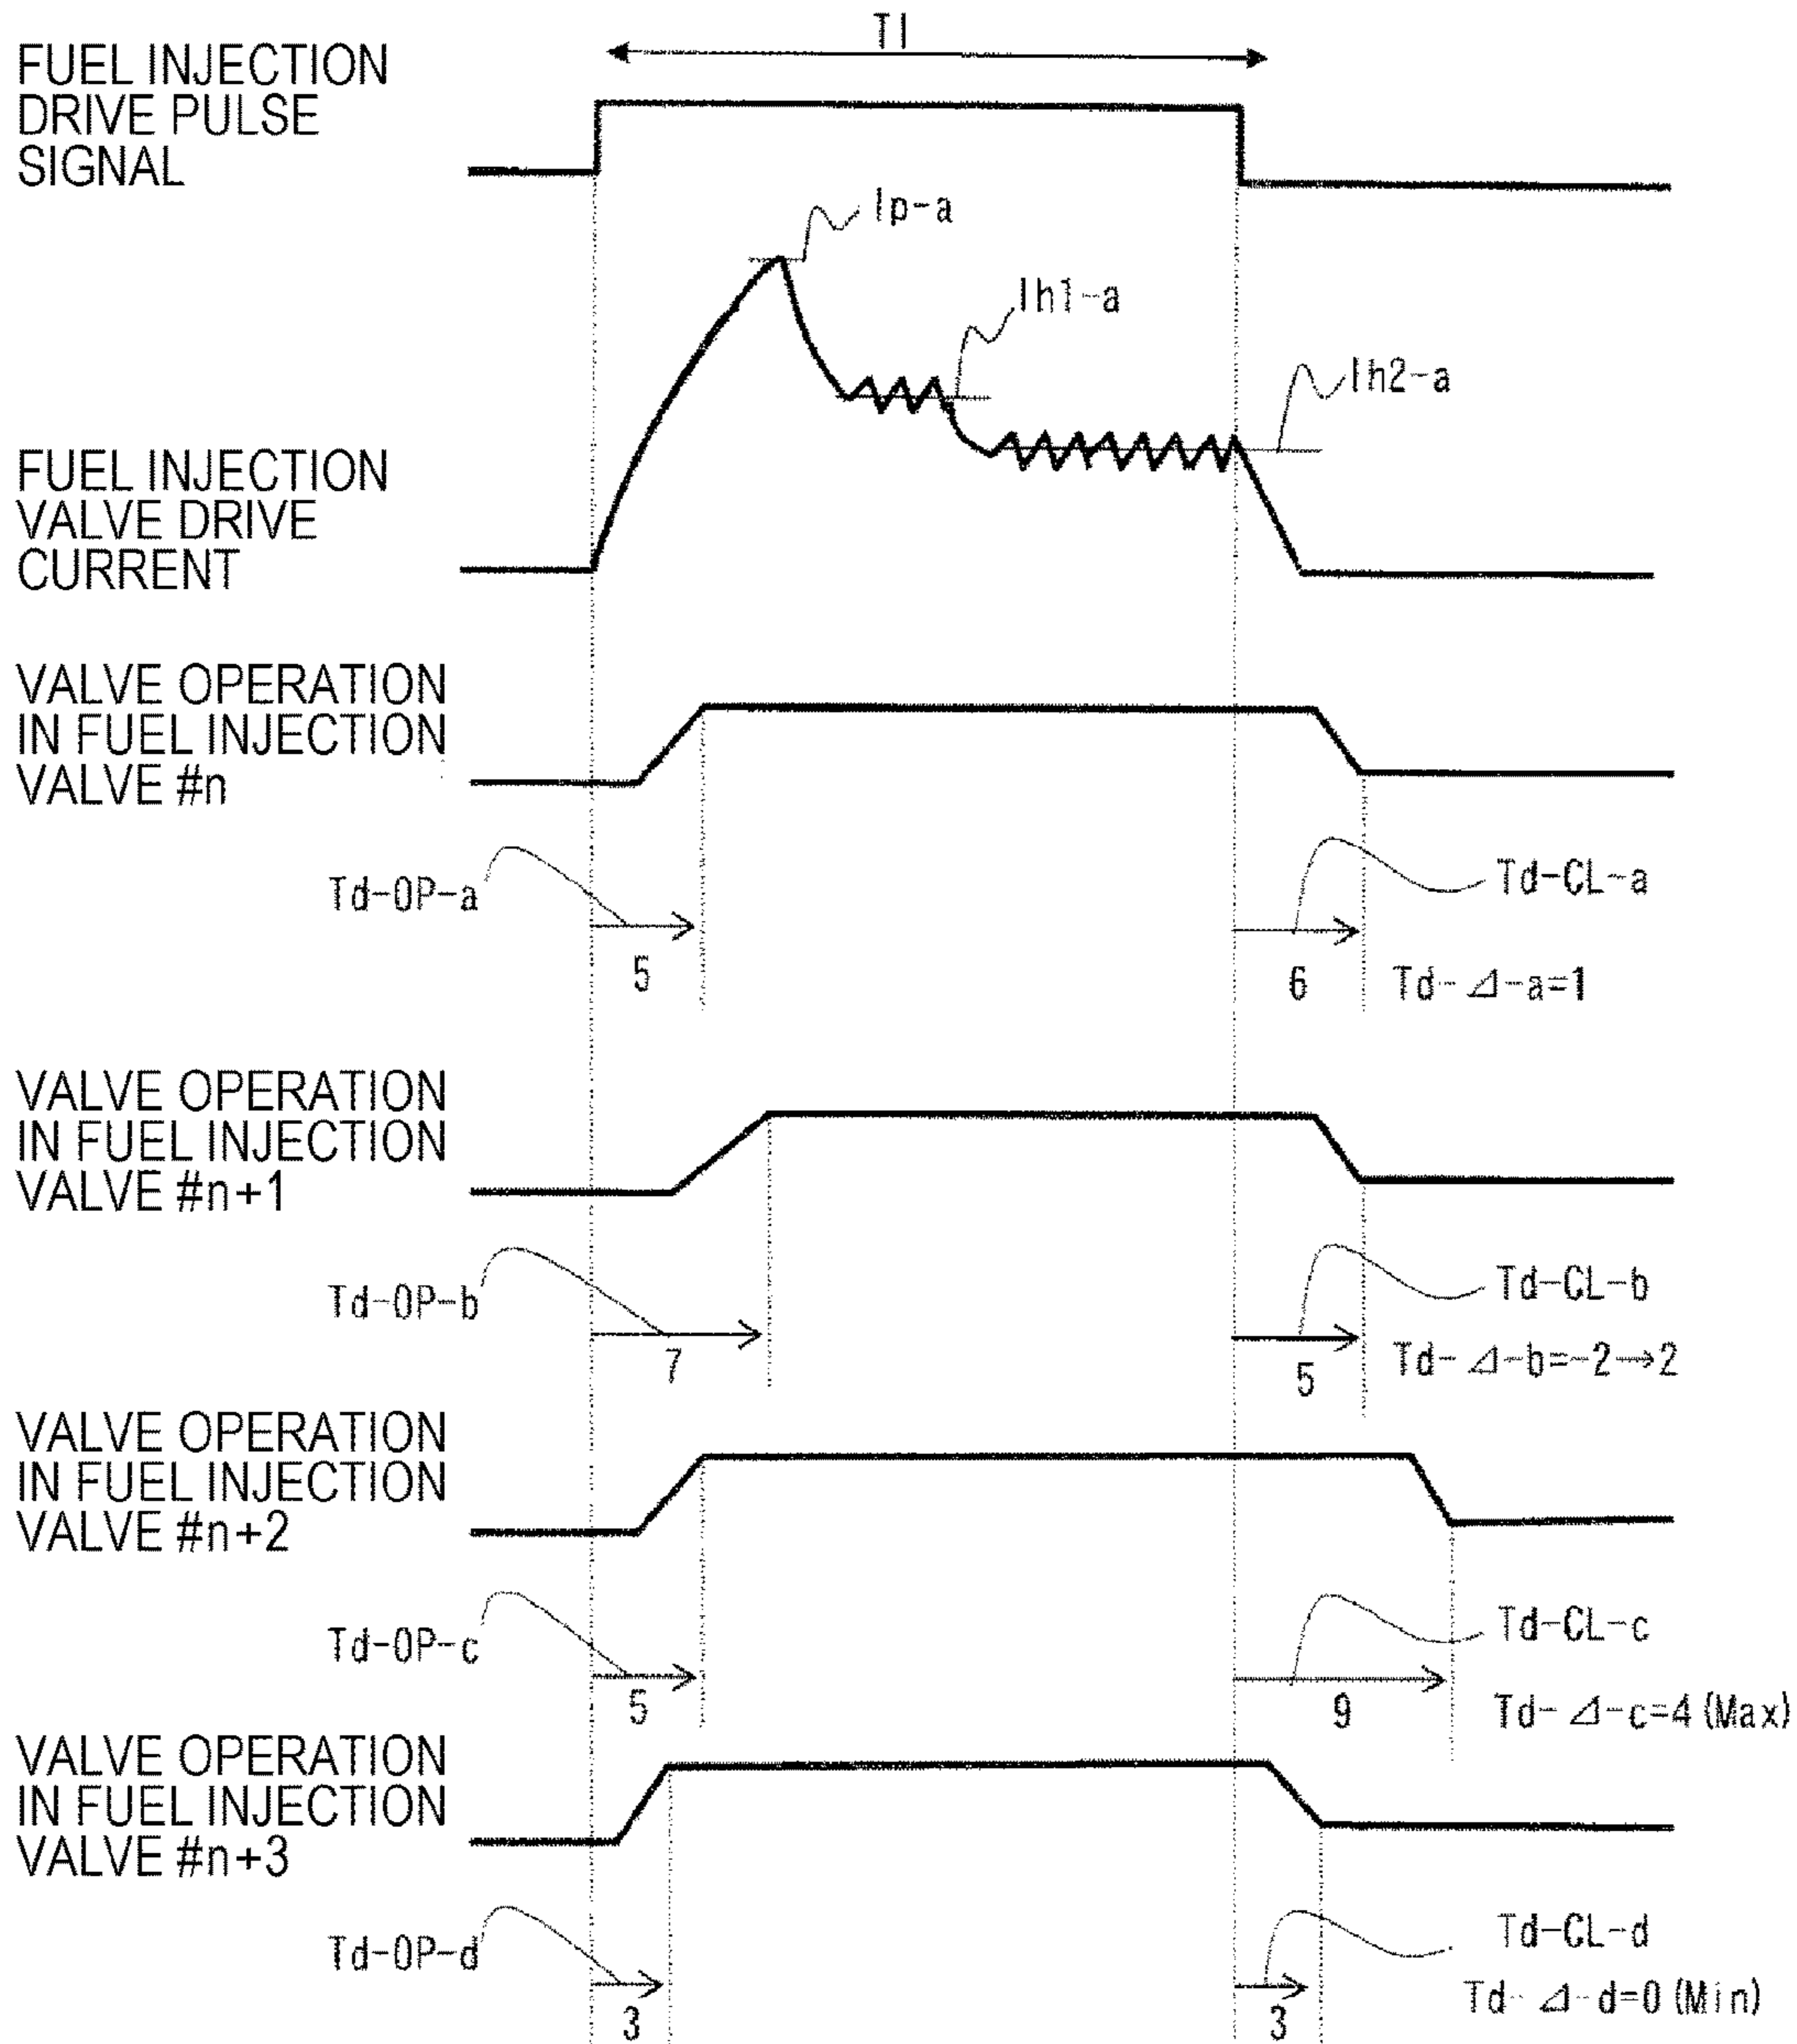 TI
FUEL INJECTION
DRIVE PULSE
SIGNAL
Ip-a
Ih1-a
Ih2-a
FUEL INJECTION
VALVE DRIVE
CURRENT
VALVE OPERATION
IN FUEL INJECTION
VALVE #n
Td-OP-a
Td-CL-a
5
6
Td-⊿-a=1
VALVE OPERATION
IN FUEL INJECTION
VALVE #n+1
Td-OP-b
Td-CL-b
7
5
Td-⊿-b=-2→2
VALVE OPERATION
IN FUEL INJECTION
VALVE #n+2
Td-OP-c
Td-CL-c
5
9
Td-⊿-c=4 (Max)
VALVE OPERATION
IN FUEL INJECTION
VALVE #n+3
Td-OP-d
Td-CL-d
3
3
Td-⊿-d=0 (Min)